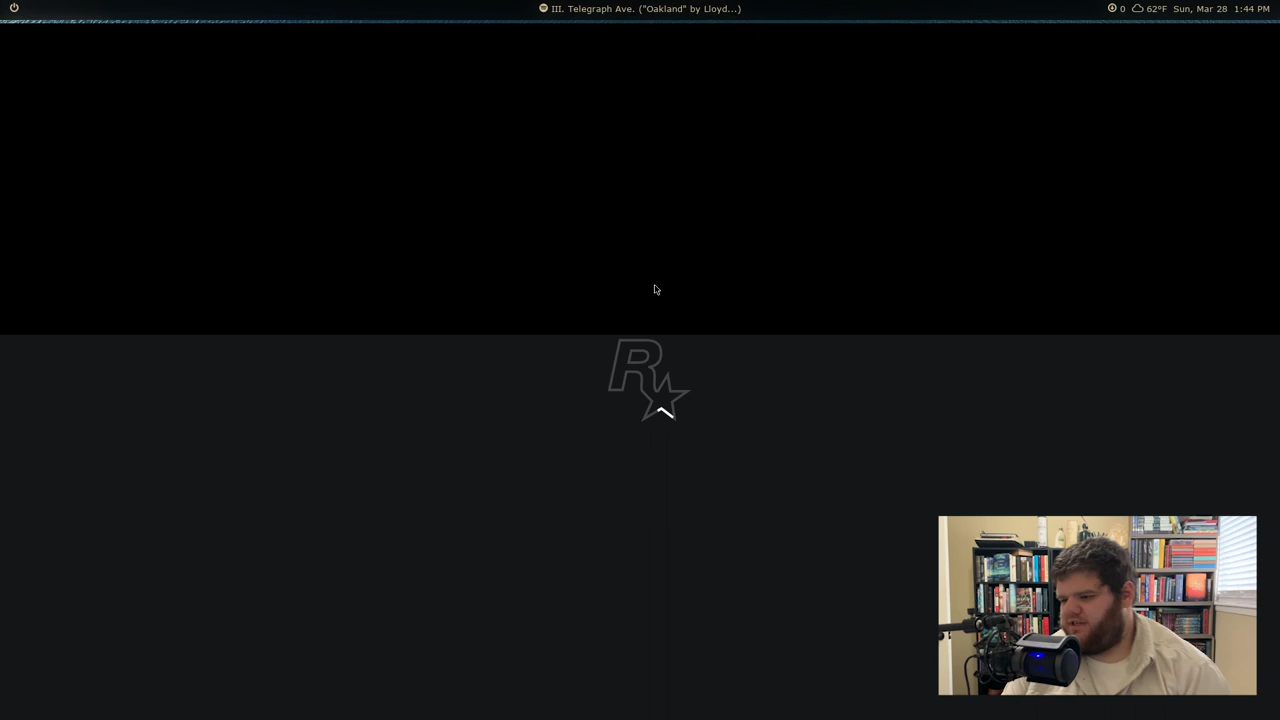 III. Telegraph Ave. ("Oakland" by Lloyd...)
0 62°F Sun, Mar 28 1:44 PM
R